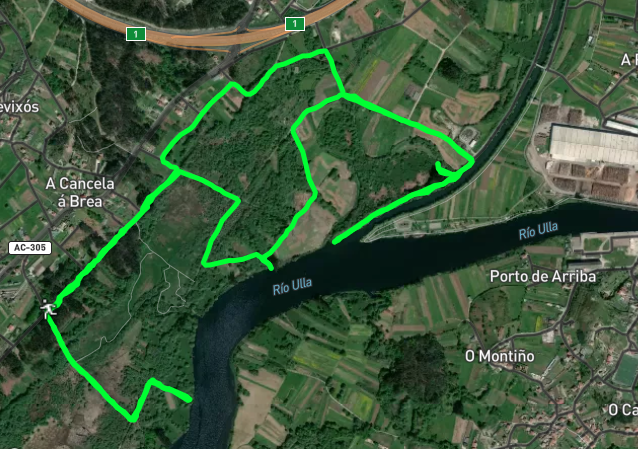 1
1
A
evixós
A Cancela
á Brea
AC-305
Río Ulla
Río Ulla
Porto de Arriba
O Montiño
O Ca